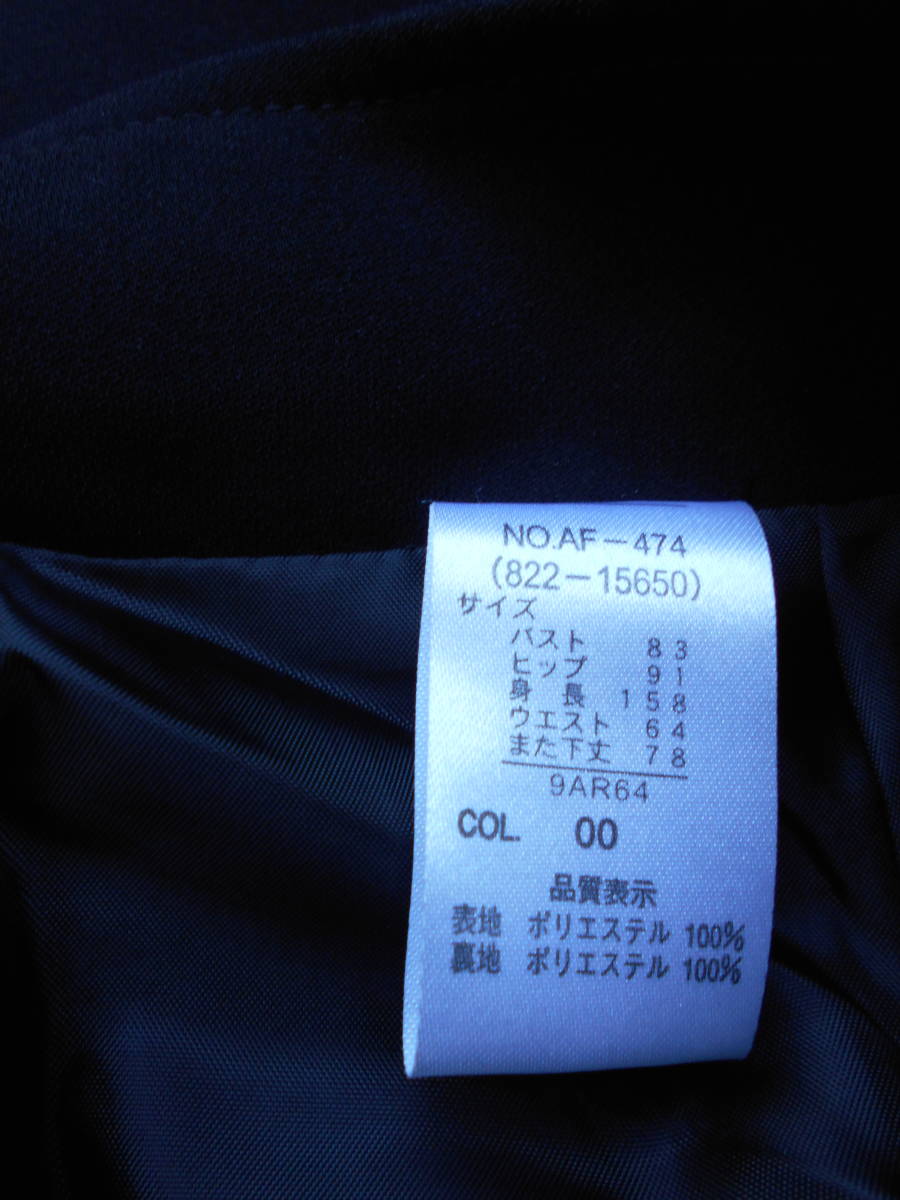 NO.AF-474
(822-15650)
サイズ
バスト 83
ヒップ 91
身長 158
ウエスト 64
また下丈 78
9AR64
COL. 00
品質表示
表地 ポリエステル 100%
裏地 ポリエステル 100%